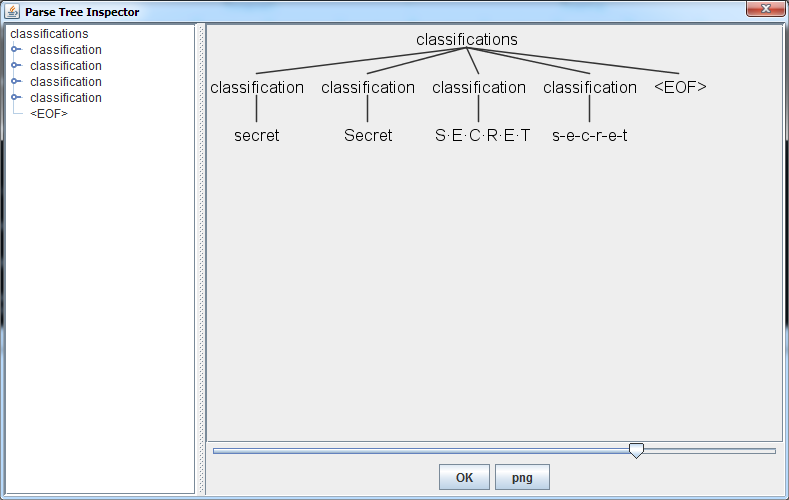 Parse Tree Inspector
classifications
classification
classification
classification
classification
<EOF>
classifications
classification classification classification classification <EOF>
secret Secret S·E·C·R·E·T s-e-c-r-e-t
OK png